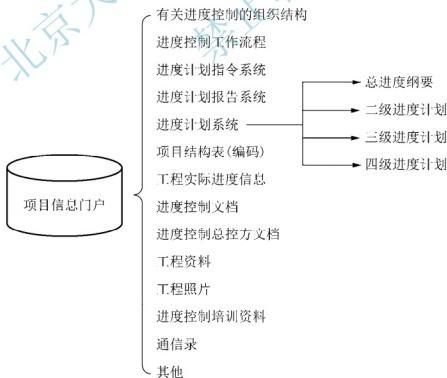 有关进度控制的组织结构
进度控制工作流程
进度计划指令系统
进度计划报告系统
进度计划系统
总进度纲要
二级进度计划
三级进度计划
四级进度计划
项目结构表(编码)
工程实际进度信息
项目信息门户
进度控制文档
进度控制总控方文档
工程资料
工程照片
进度控制培训资料
通信录
其他
北京大
禁止